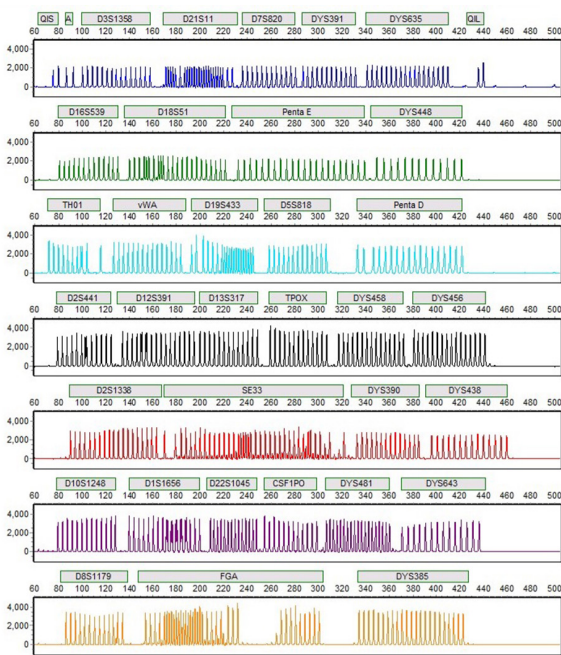 QIS A D3S1358 D21S11 D7S820 DYS391 DYS635 QIL
60 80 100 120 140 160 180 200 220 240 260 280 300 320 340 360 380 400 420 440 460 480 500
4,000
2,000
0
D16S539 D18S51 Penta E DYS448
60 80 100 120 140 160 180 200 220 240 260 280 300 320 340 360 380 400 420 440 460 480 500
4,000
2,000
0
TH01 vWA D19S433 D5S818 Penta D
60 80 100 120 140 160 180 200 220 240 260 280 300 320 340 360 380 400 420 440 460 480 500
4,000
2,000
0
D2S441 D12S391 D13S317 TPOX DYS458 DYS456
60 80 100 120 140 160 180 200 220 240 260 280 300 320 340 360 380 400 420 440 460 480 500
4,000
2,000
0
D2S1338 SE33 DYS390 DYS438
60 80 100 120 140 160 180 200 220 240 260 280 300 320 340 360 380 400 420 440 460 480 500
4,000
2,000
0
D10S1248 D1S1656 D22S1045 CSF1PO DYS481 DYS643
60 80 100 120 140 160 180 200 220 240 260 280 300 320 340 360 380 400 420 440 460 480 500
4,000
2,000
0
D8S1179 FGA DYS385
60 80 100 120 140 160 180 200 220 240 260 280 300 320 340 360 380 400 420 440 460 480 500
4,000
2,000
0